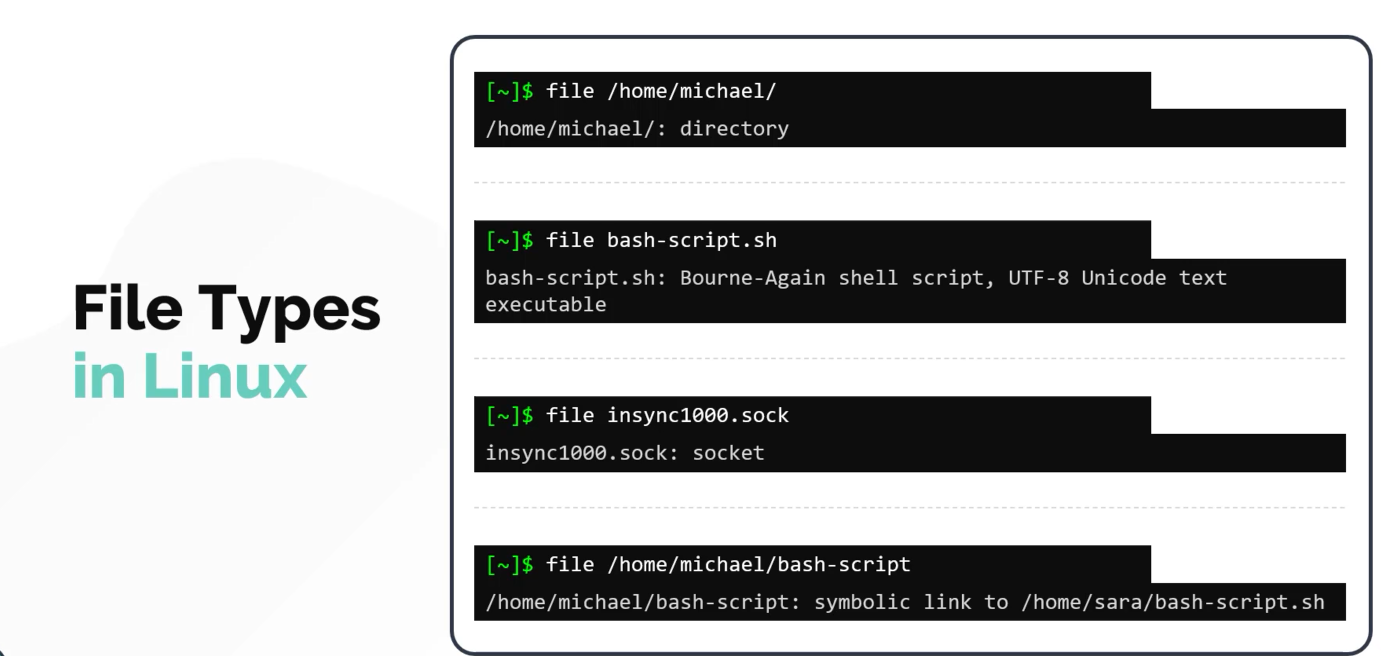 File Types
in Linux
[~]$ file /home/michael/
/home/michael/: directory
[~]$ file bash-script.sh
bash-script.sh: Bourne-Again shell script, UTF-8 Unicode text
executable
[~]$ file insync1000.sock
insync1000.sock: socket
[~]$ file /home/michael/bash-script
/home/michael/bash-script: symbolic link to /home/sara/bash-script.sh